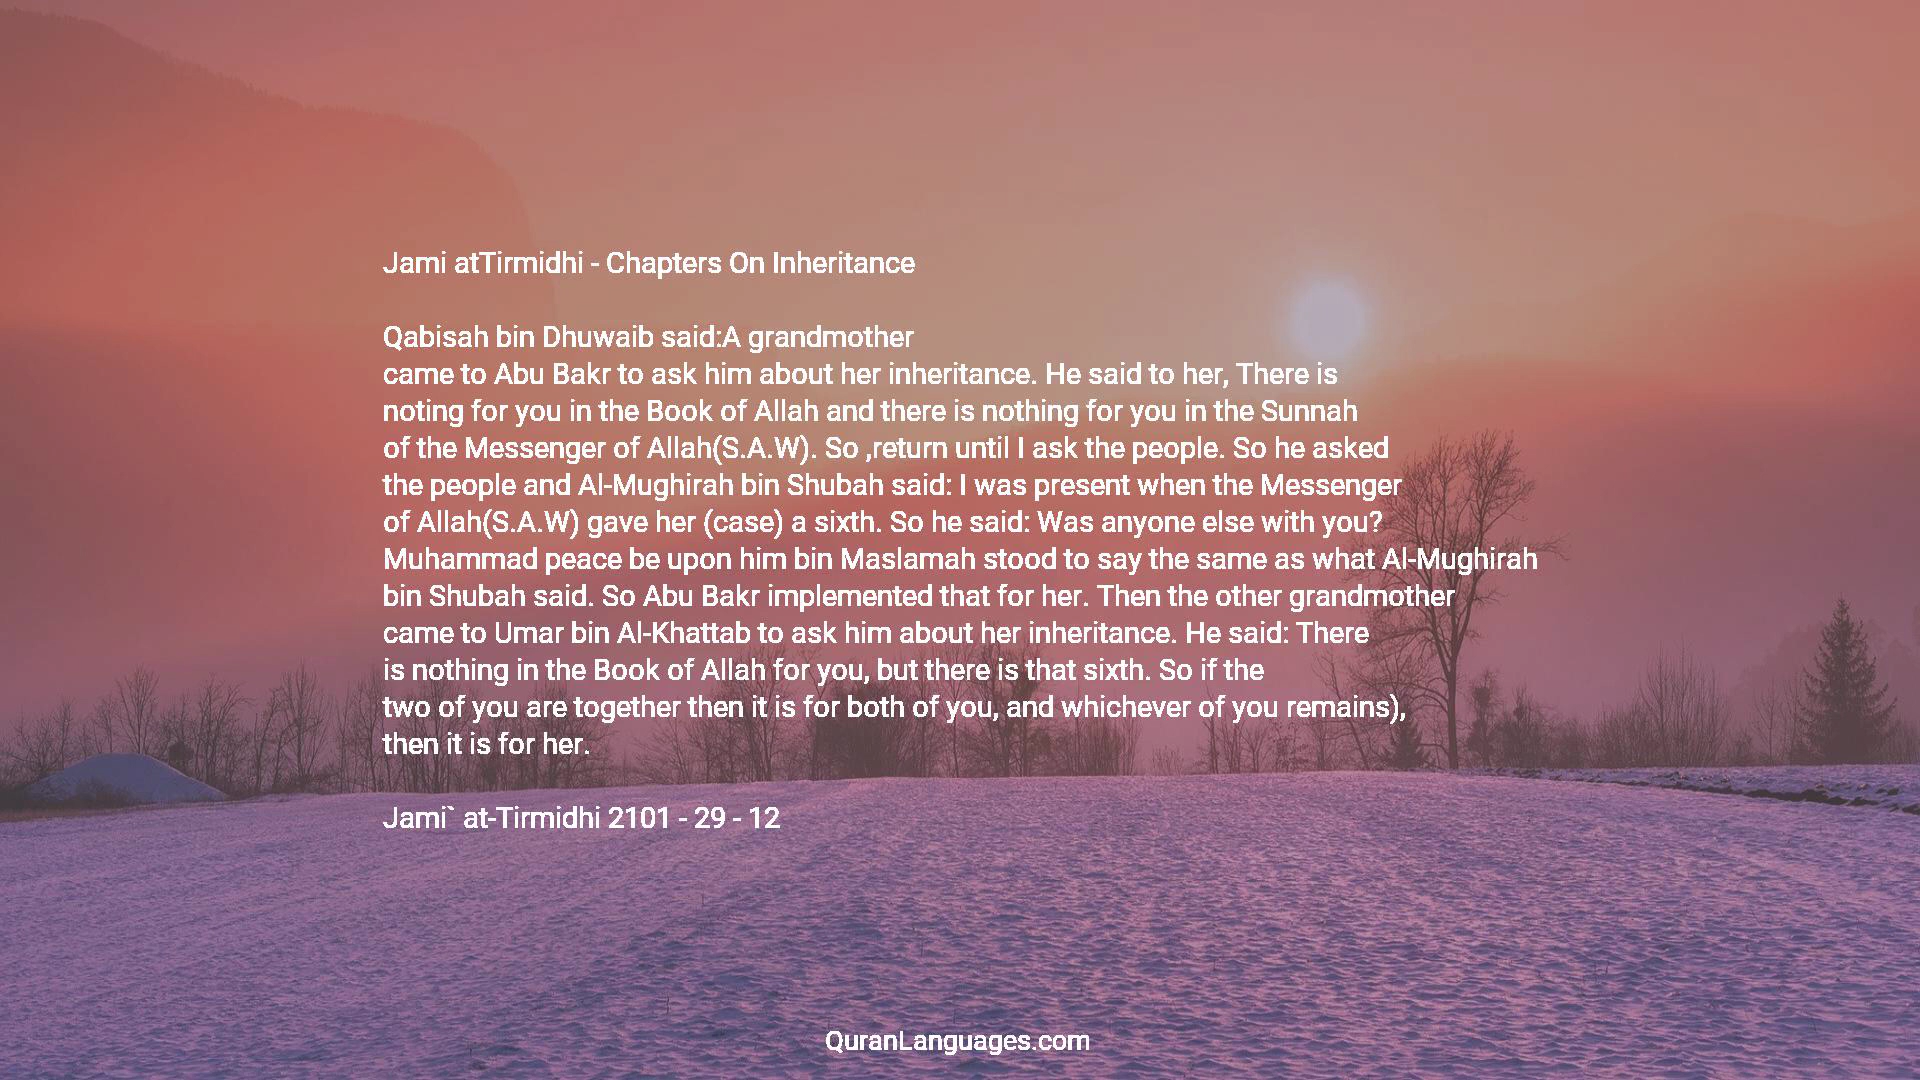 Jami atTirmidhi - Chapters On Inheritance
Qabisah bin Dhuwaib said:A grandmother
came to Abu Bakr to ask him about her inheritance. He said to her, There is
noting for you in the Book of Allah and there is nothing for you in the Sunnah
of the Messenger of Allah(S.A.W). So ,return until I ask the people. So he asked
the people and Al-Mughirah bin Shubah said: I was present when the Messenger
of Allah(S.A.W) gave her (case) a sixth. So he said: Was anyone else with you?
Muhammad peace be upon him bin Maslamah stood to say the same as what Al-Mughirah
bin Shubah said. So Abu Bakr implemented that for her. Then the other grandmother
came to Umar bin Al-Khattab to ask him about her inheritance. He said: There
is nothing in the Book of Allah for you, but there is that sixth. So if the
two of you are together then it is for both of you, and whichever of you remains),
then it is for her.
Jami` at-Tirmidhi 2101 - 29 - 12
QuranLanguages.com